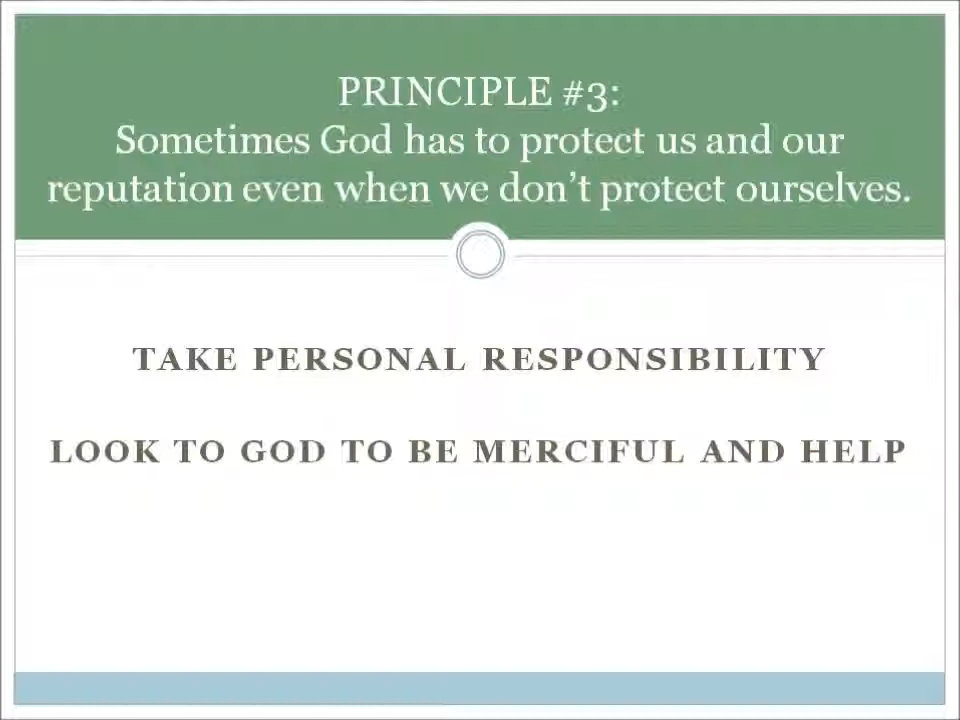 PRINCIPLE #3:
Sometimes God has to protect us and our
reputation even when we don’t protect ourselves.
TAKE PERSONAL RESPONSIBILITY
LOOK TO GOD TO BE MERCIFUL AND HELP